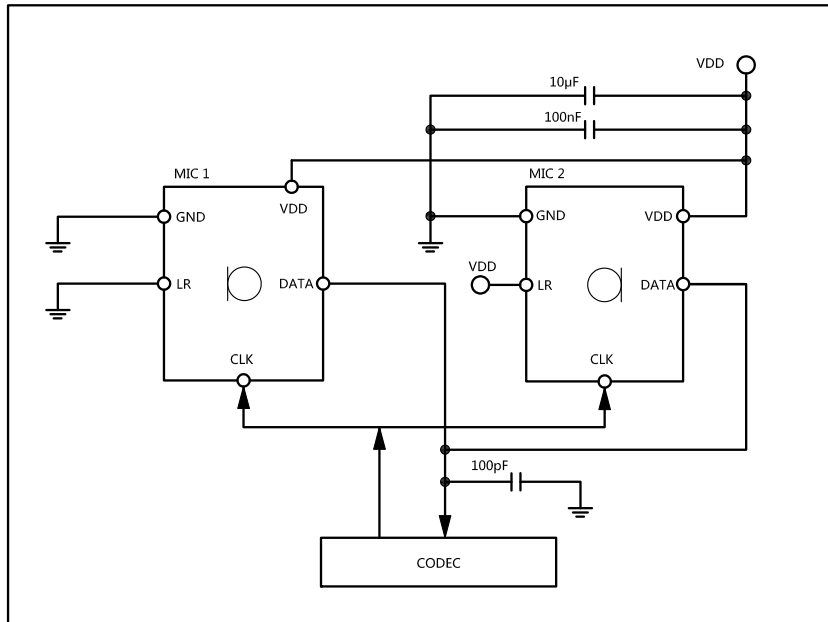 VDD
10µF
100nF
MIC 1
MIC 2
VDD
GND
GND
VDD
VDD
LR
DATA
LR
DATA
CLK
CLK
100pF
CODEC